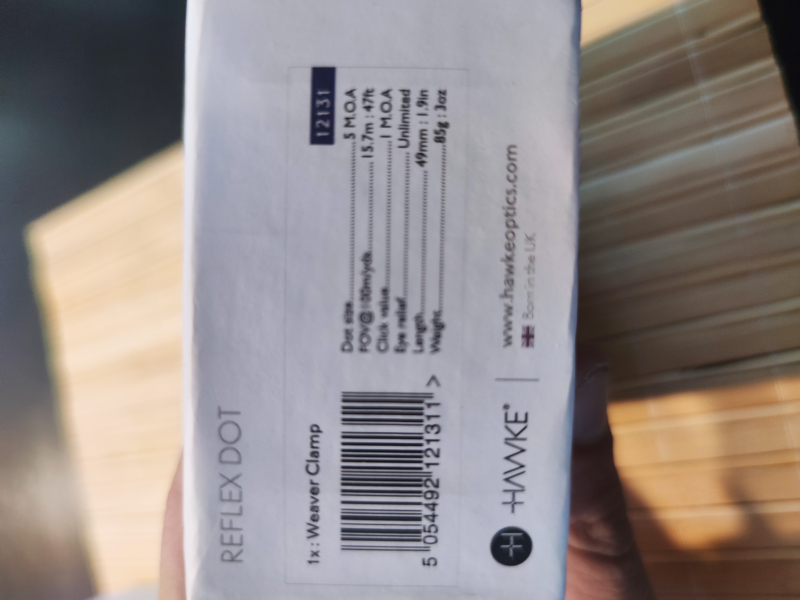 REFLEX DOT
1x : Weaver Clamp
12131
Dot size 5 M.O.A
FOV@100m/yds 15.7m : 47ft
Click value 1 M.O.A
Eye relief Unlimited
Length 49mm : 1.9in
Weight 85g : 3oz
5 054492 121311 >
H HAWKE®
www.hawkeoptics.com
Born in the UK